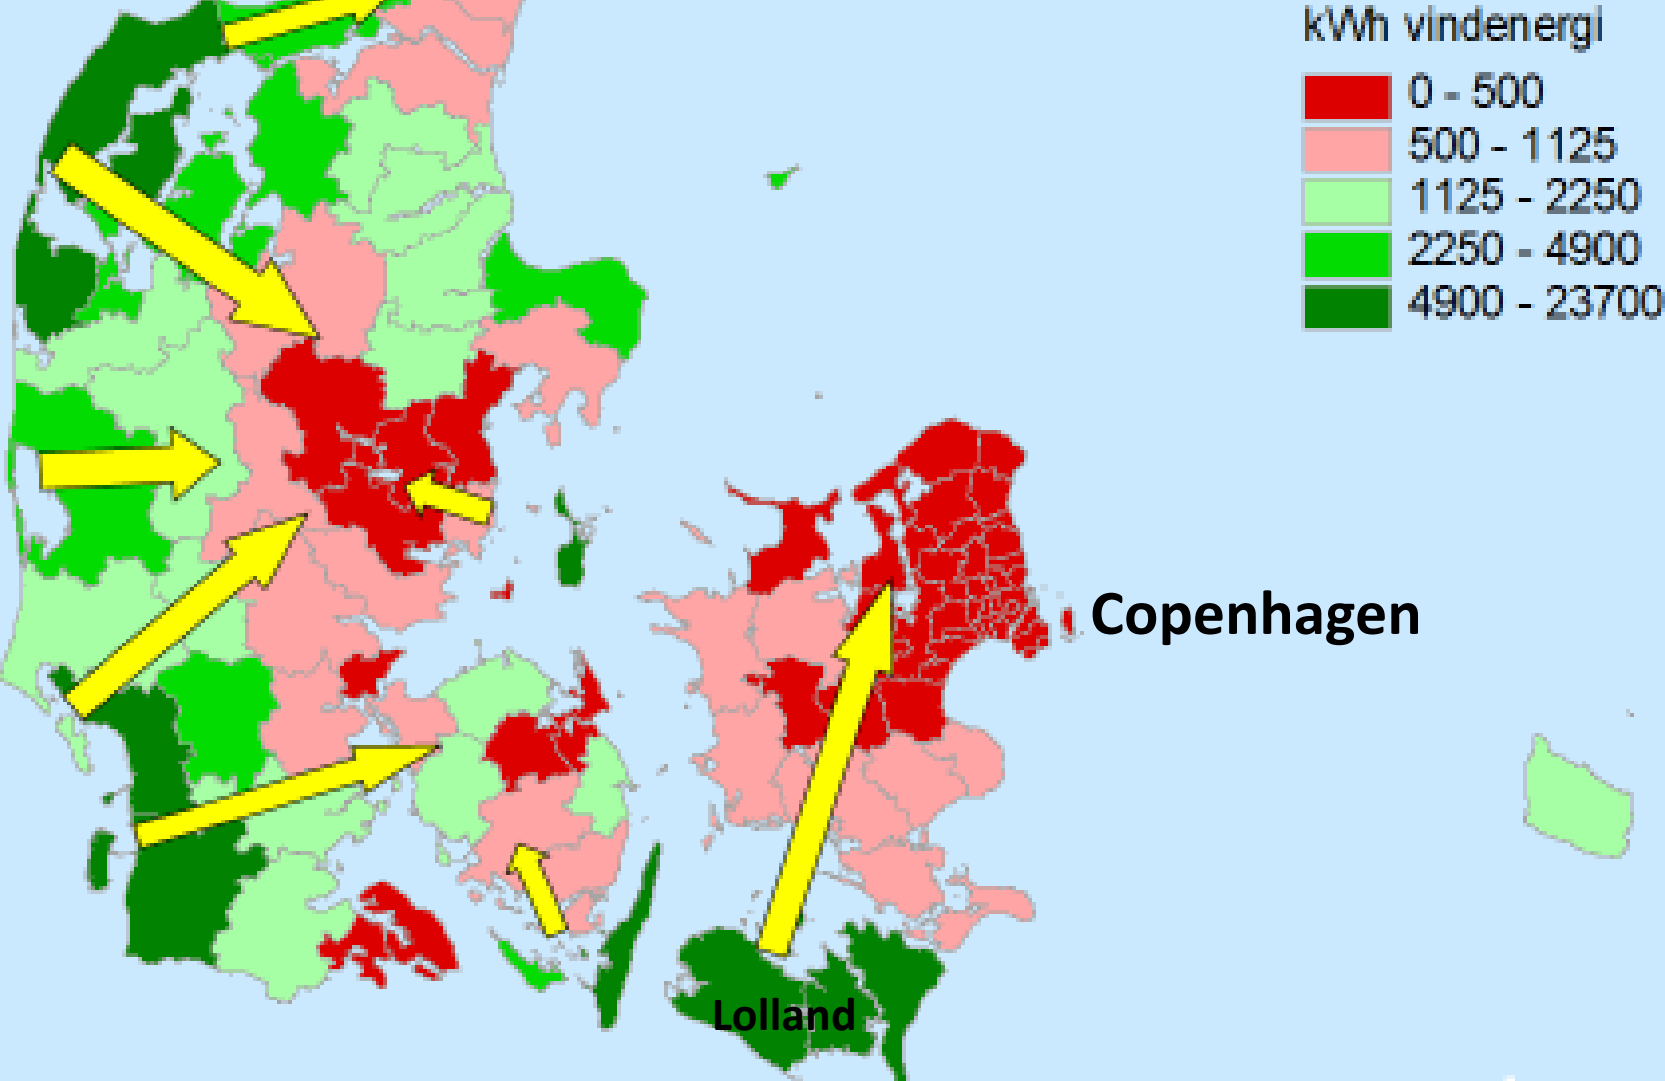 kWh vindenergi
0 - 500
500 - 1125
1125 - 2250
2250 - 4900
4900 - 23700
Copenhagen
Lolland